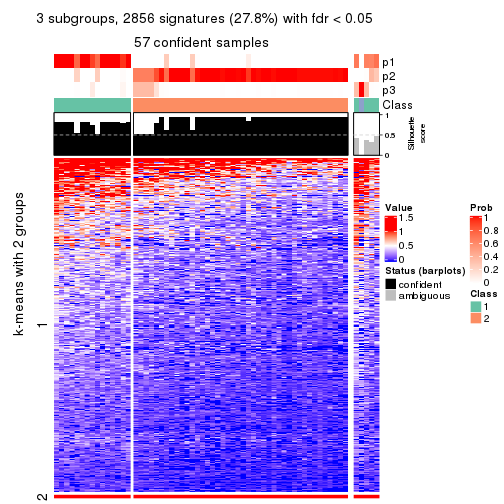 3 subgroups, 2856 signatures (27.8%) with fdr < 0.05
57 confident samples
p1
p2
p3
Class
1
0.5
0
Silhouette
score
k-means with 2 groups
1
2
Value
1.5
1
0.5
0
Status (barplots)
confident
ambiguous
Prob
1
0.8
0.6
0.4
0.2
0
Class
1
2